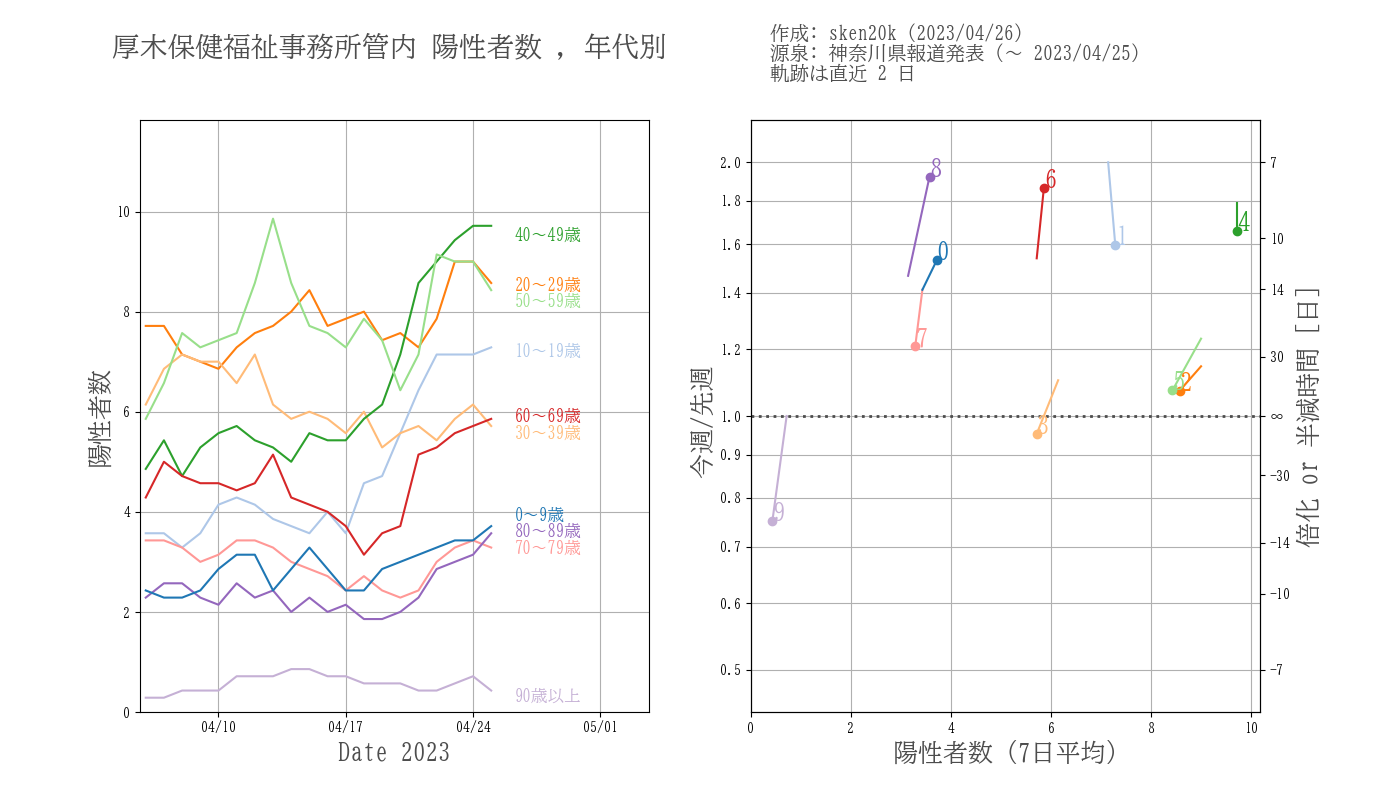 厚木保健福祉事務所管内 陽性者数 , 年代別
作成: sken20k (2023/04/26)
源泉: 神奈川県報道発表 (～ 2023/04/25)
軌跡は直近 2 日
陽性者数
10
8
6
4
2
0
40～49歳
20～29歳
50～59歳
10～19歳
60～69歳
30～39歳
0～9歳
80～89歳
70～79歳
90歳以上
04/10 04/17 04/24 05/01
Date 2023
今週/先週
2.0
1.8
1.6
1.4
1.2
1.0
0.9
0.8
0.7
0.6
0.5
8
6
1
4
0
7
5
2
3
9
7
10
14
30
∞
−30
−14
−10
−7
倍化 or 半減時間 [日]
0 2 4 6 8 10
陽性者数 (7日平均)